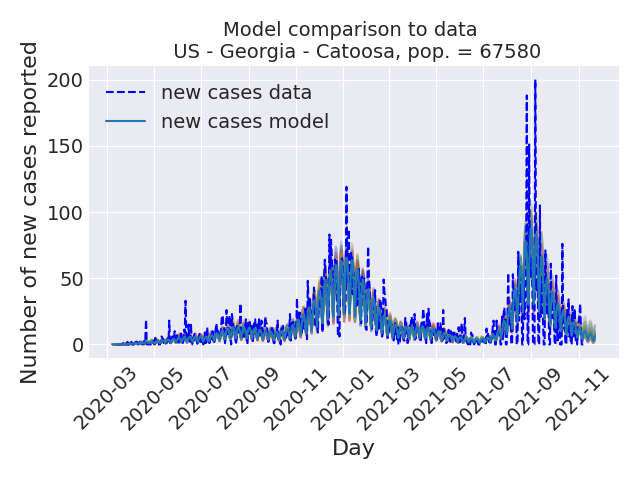 Model comparison to data
US - Georgia - Catoosa, pop. = 67580
Number of new cases reported
200
150
100
50
0
new cases data
new cases model
2020-03
2020-05
2020-07
2020-09
2020-11
2021-01
2021-03
2021-05
2021-07
2021-09
2021-11
Day